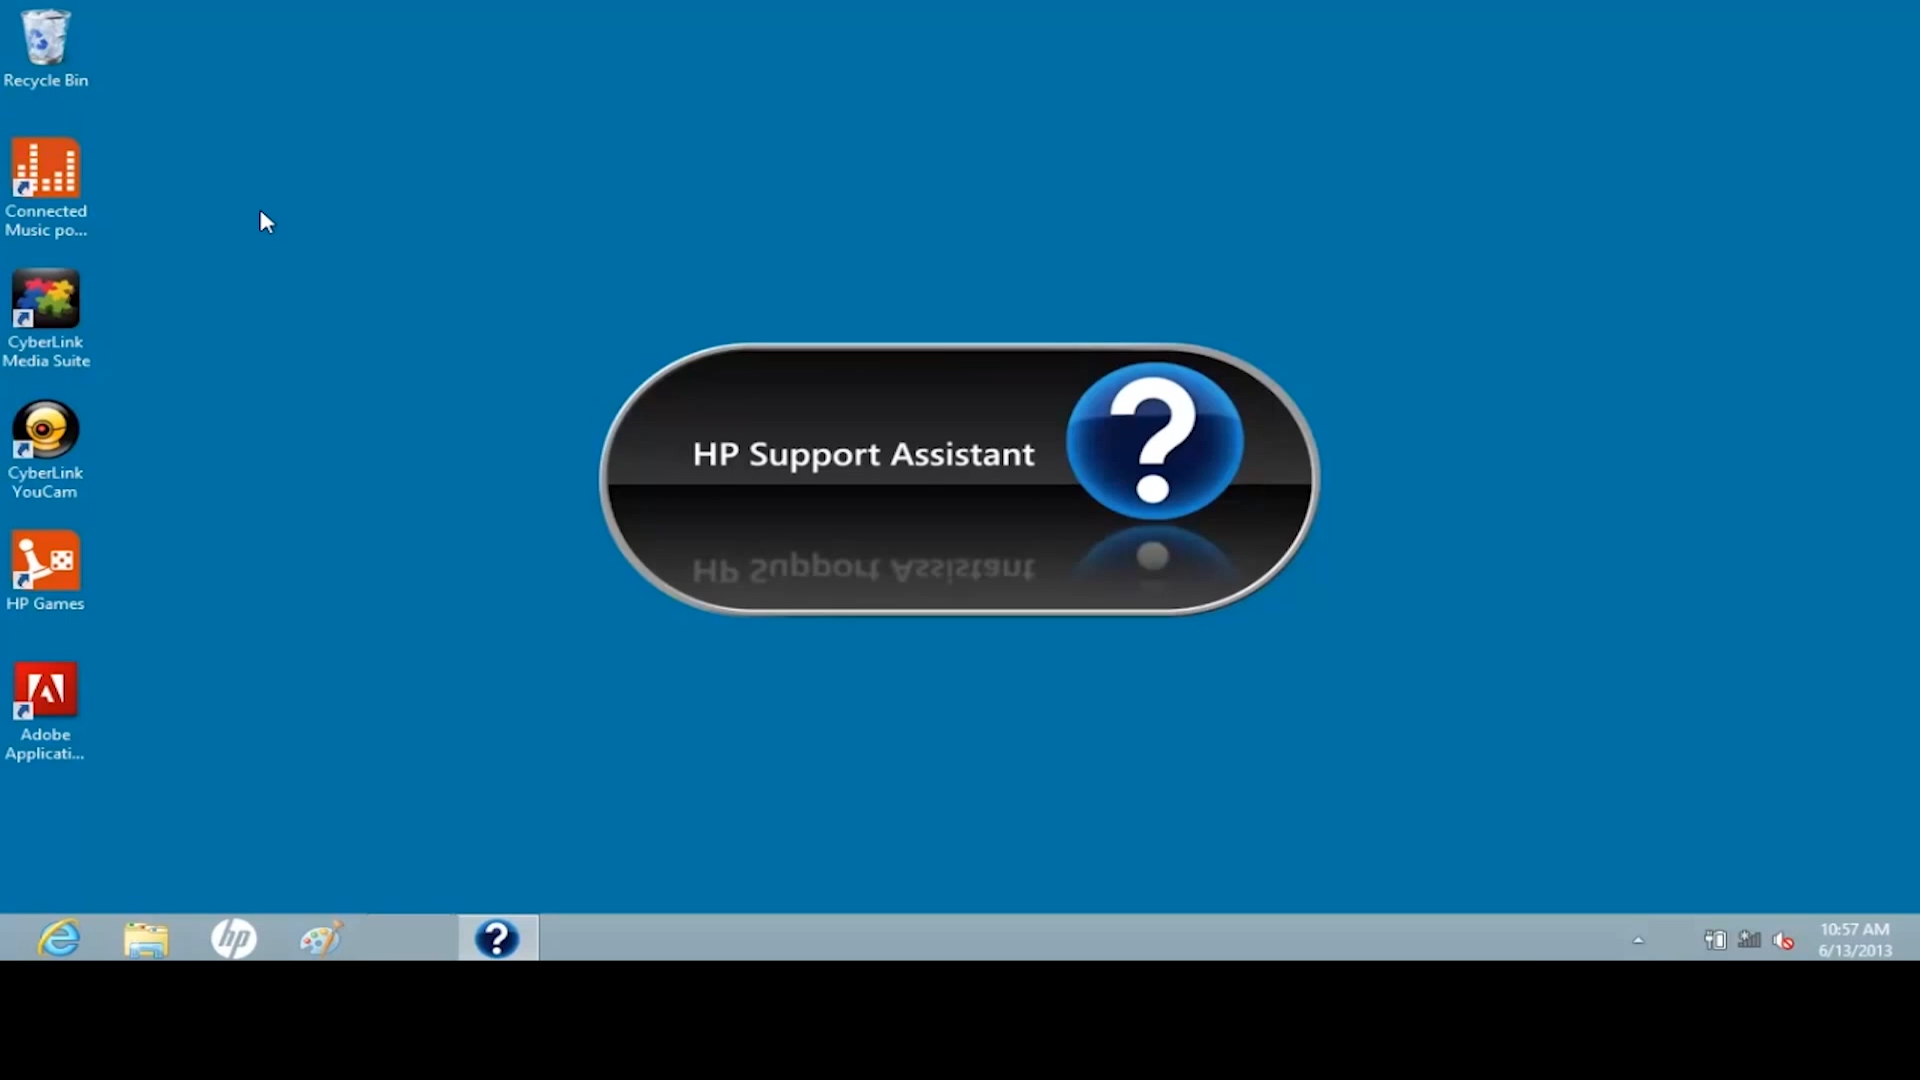 Recycle Bin
Connected
Music po...
CyberLink
Media Suite
CyberLink
YouCam
HP Games
Adobe
Applicati...
HP Support Assistant
HP Support Assistant
hp
10:57 AM
6/13/2013